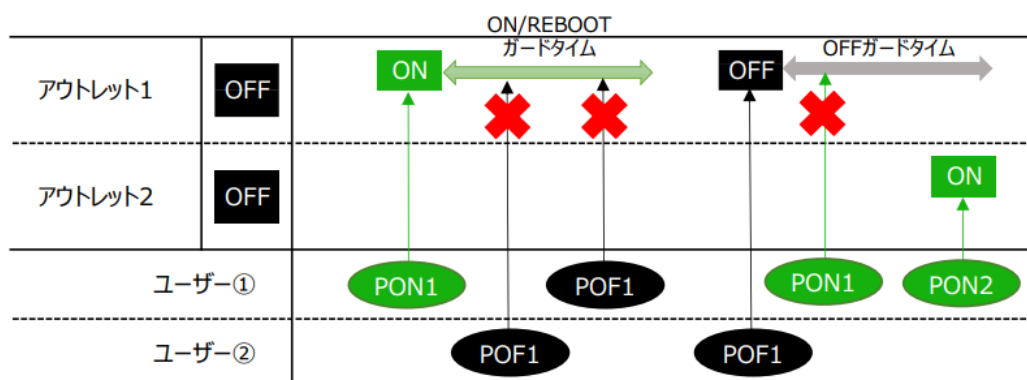 ON/REBOOT
ガードタイム
OFFガードタイム
アウトレット1
OFF
ON
OFF
アウトレット2
OFF
ON
ユーザー①
PON1
POF1
PON1
PON2
ユーザー②
POF1
POF1